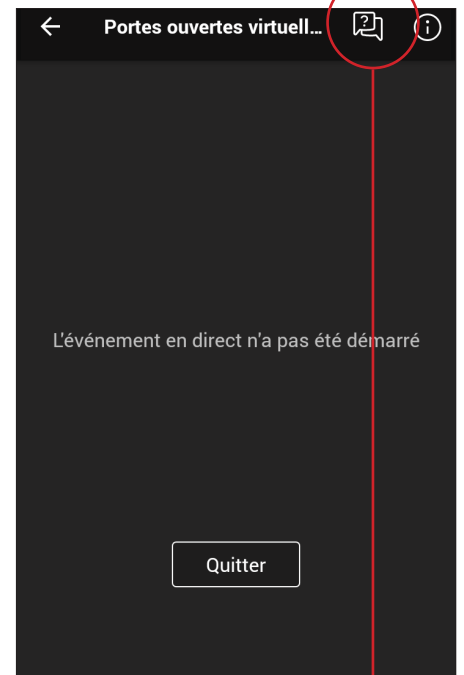 Portes ouvertes virtuell...
L'événement en direct n'a pas été démarré
Quitter